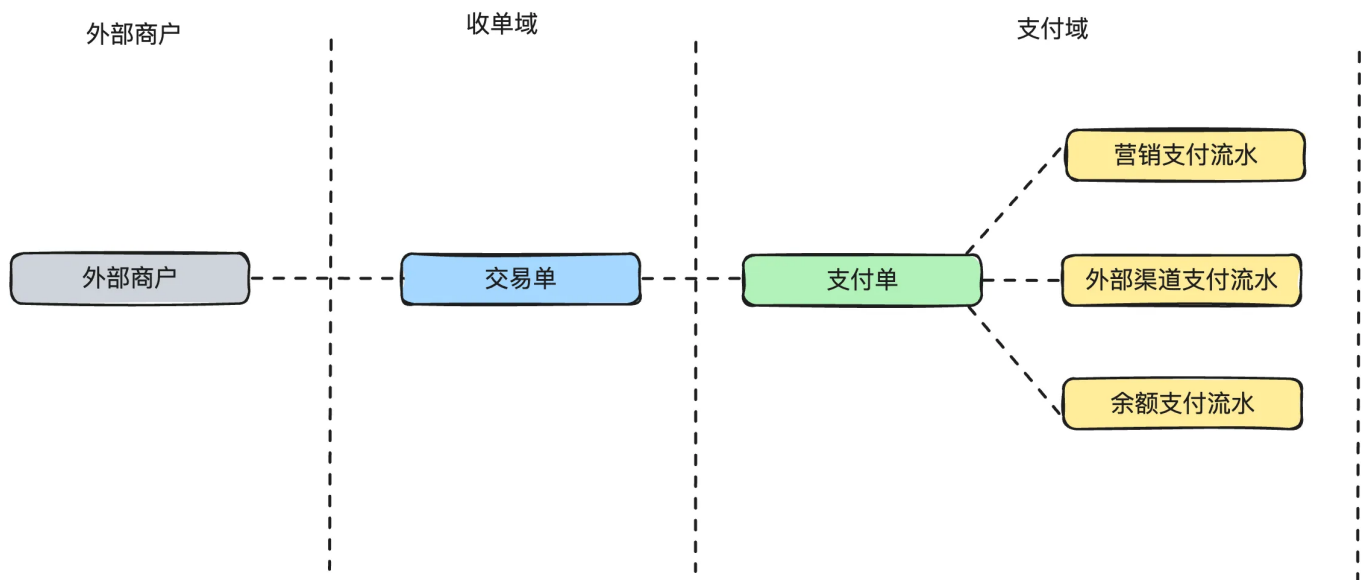 外部商户
收单域
支付域
营销支付流水
外部商户
交易单
支付单
外部渠道支付流水
余额支付流水